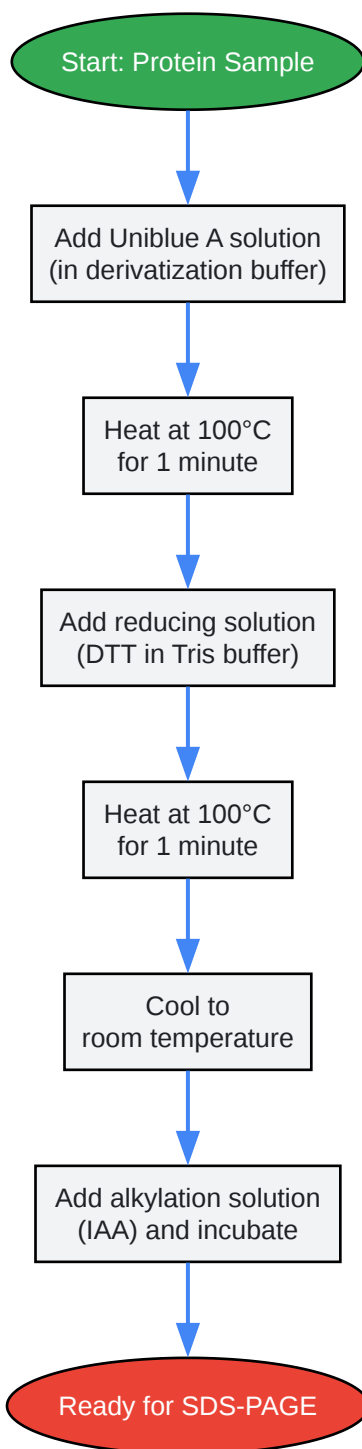 Start: Protein Sample
Add Uniblue A solution
(in derivatization buffer)
Heat at 100°C
for 1 minute
Add reducing solution
(DTT in Tris buffer)
Heat at 100°C
for 1 minute
Cool to
room temperature
Add alkylation solution
(IAA) and incubate
Ready for SDS-PAGE